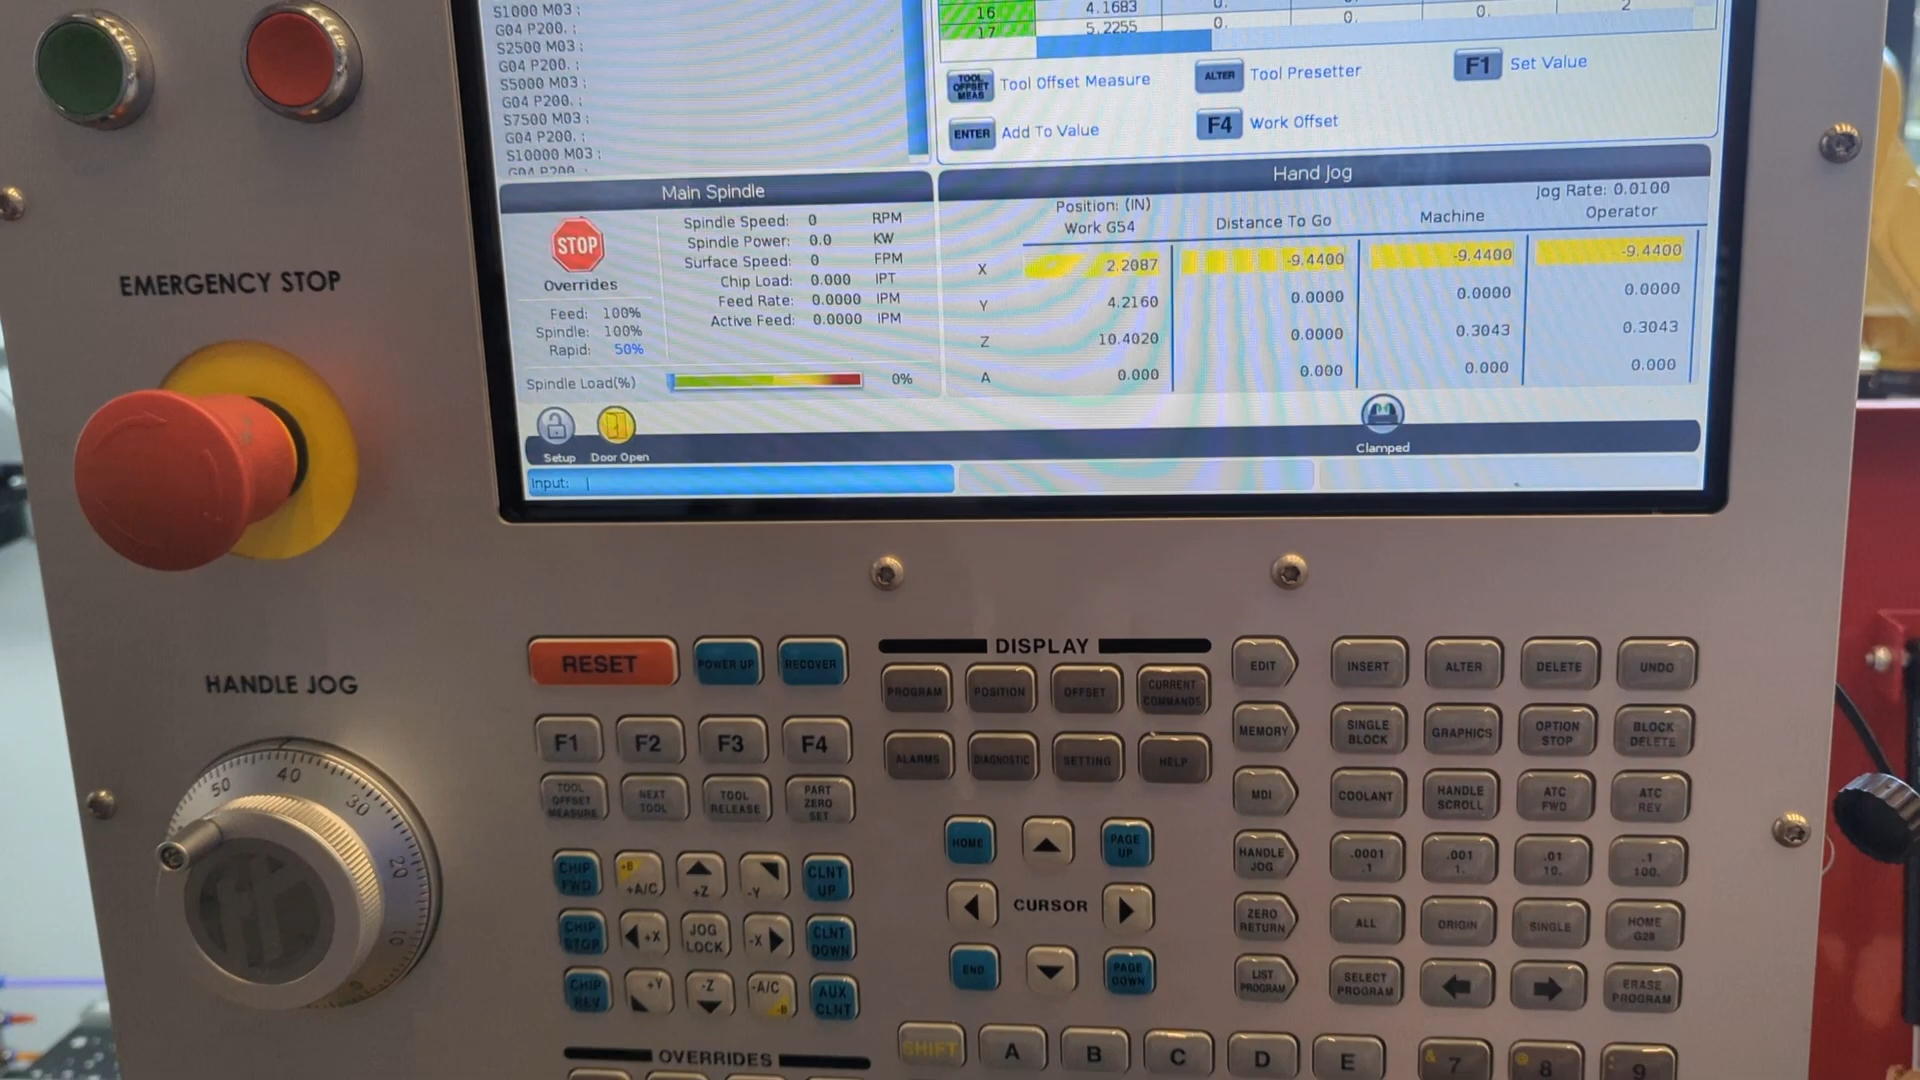 S1000 M03 ;
G04 P200. ;
S2500 M03 ;
G04 P200. ;
S5000 M03 ;
G04 P200. ;
S7500 M03 ;
G04 P200. ;
S10000 M03 ;
G04 P200. ;
16 4.1683 0. 0. 0. 2
17 5.2255 0. 0. 0.
TOOL OFFSET MEAS Tool Offset Measure
ALTER Tool Presetter
F1 Set Value
ENTER Add To Value
F4 Work Offset
Main Spindle
STOP
Overrides
Feed: 100%
Spindle: 100%
Rapid: 50%
Spindle Speed: 0 RPM
Spindle Power: 0.0 KW
Surface Speed: 0 FPM
Chip Load: 0.000 IPT
Feed Rate: 0.0000 IPM
Active Feed: 0.0000 IPM
Spindle Load(%) 0%
Hand Jog
Jog Rate: 0.0100
Position: (IN)
Work G54 Distance To Go Machine Operator
X 2.2087 -9.4400 -9.4400 -9.4400
Y 4.2160 0.0000 0.0000 0.0000
Z 10.4020 0.0000 0.3043 0.3043
A 0.000 0.000 0.000 0.000
Setup Door Open Clamped
Input:
EMERGENCY STOP
HANDLE JOG
50 40 30 20 10 0
RESET POWER UP RECOVER
F1 F2 F3 F4
TOOL OFFSET MEASURE
NEXT TOOL
TOOL RELEASE
PART ZERO SET
CHIP FWD
+B +A/C
+Z
-Y
CLNT UP
CHIP STOP
+X
JOG LOCK
-X
CLNT DOWN
CHIP REV
+Y
-Z
-A/C -B
AUX CLNT
OVERRIDES
DISPLAY
PROGRAM POSITION OFFSET CURRENT COMMANDS
ALARMS DIAGNOSTIC SETTING HELP
HOME PAGE UP
CURSOR
END PAGE DOWN
SHIFT A B C D E
EDIT INSERT ALTER DELETE UNDO
MEMORY SINGLE BLOCK GRAPHICS OPTION STOP BLOCK DELETE
MDI COOLANT HANDLE SCROLL ATC FWD ATC REV
HANDLE JOG .0001 .1 .001 1. .01 10. .1 100.
ZERO RETURN ALL ORIGIN SINGLE HOME G28
LIST PROGRAM SELECT PROGRAM ERASE PROGRAM
& 7 @ 8 : 9